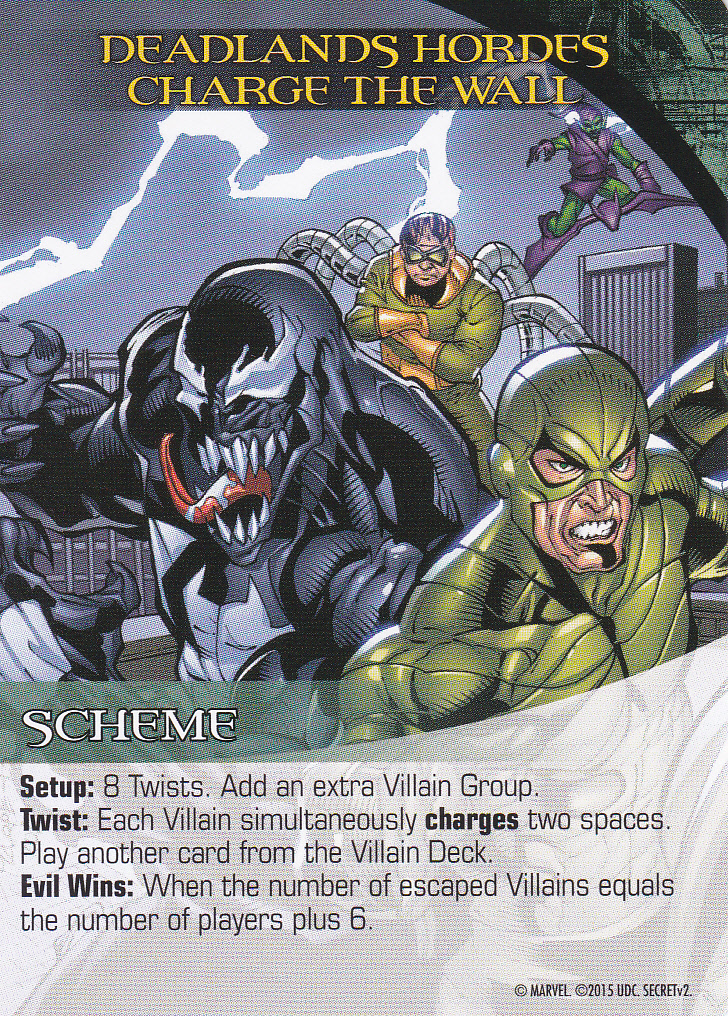 DEADLANDS HORDES
CHARGE THE WALL
SCHEME
Setup: 8 Twists. Add an extra Villain Group.
Twist: Each Villain simultaneously charges two spaces.
Play another card from the Villain Deck.
Evil Wins: When the number of escaped Villains equals
the number of players plus 6.
© MARVEL. ©2015 UDC. SECRETv2.